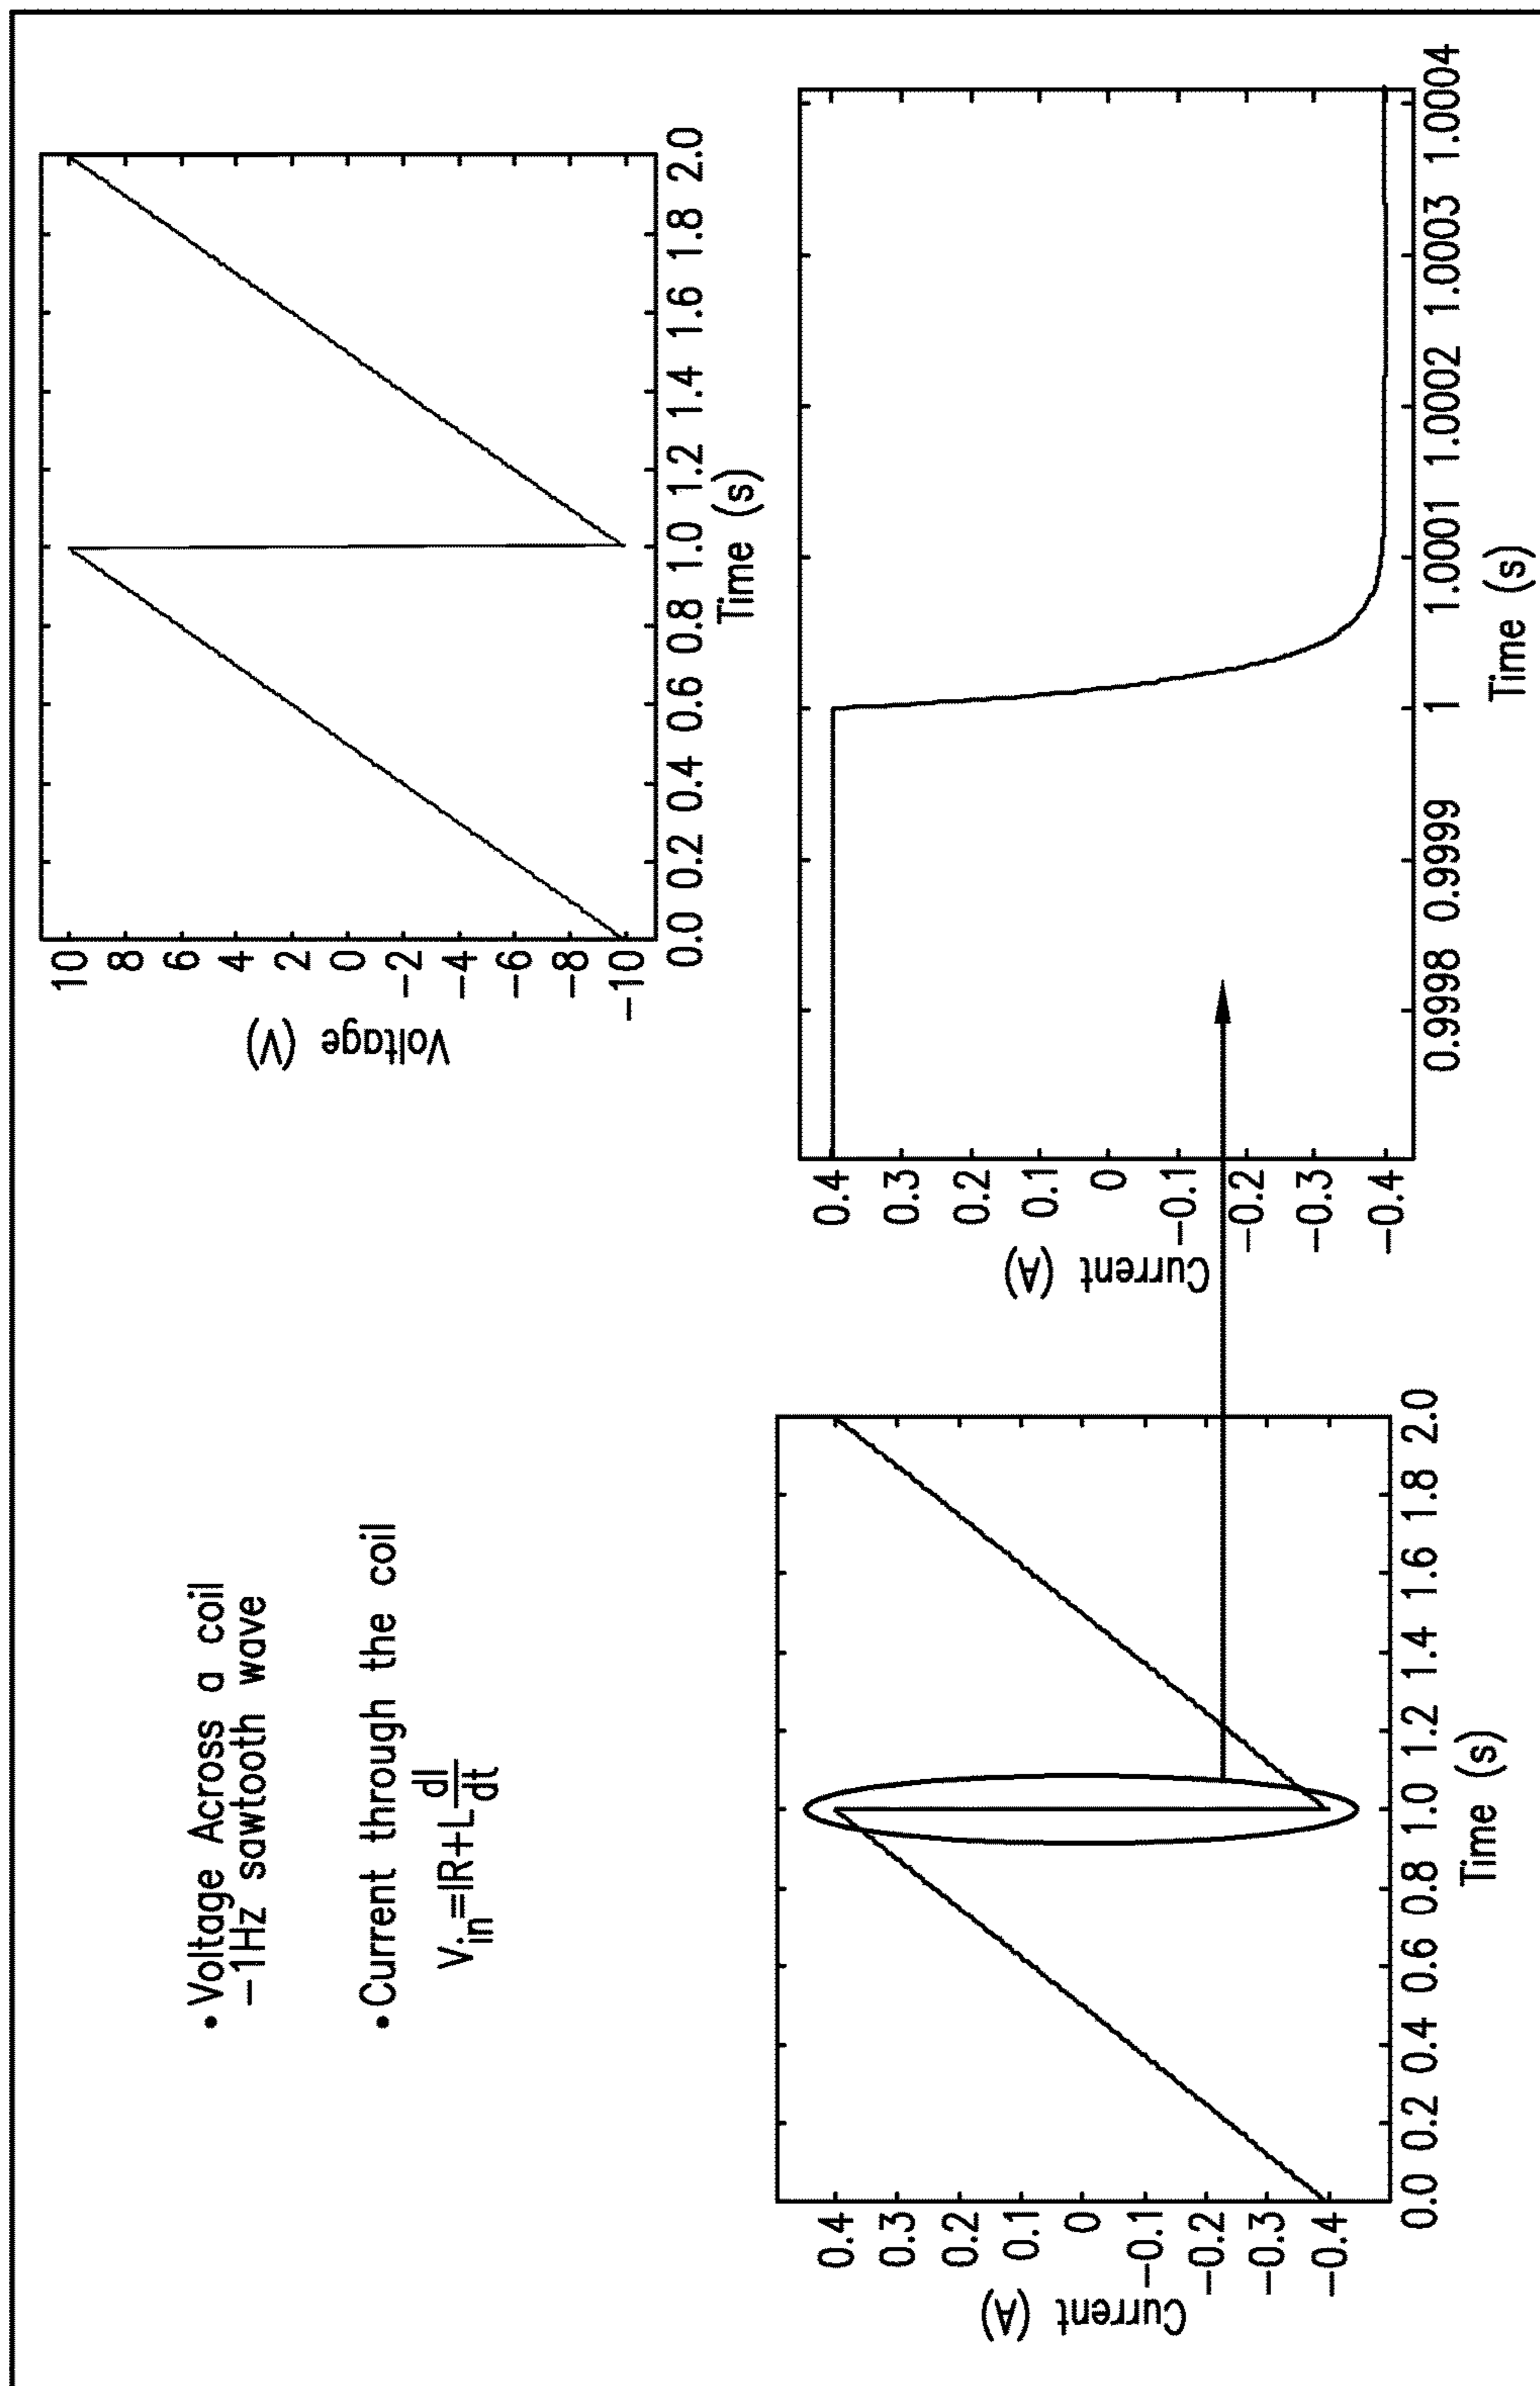 • Voltage Across a coil
-1Hz sawtooth wave
• Current through the coil
V_in=IR+L dI/dt
Voltage (V)
10
8
6
4
2
0
-2
-4
-6
-8
-10
0.0 0.2 0.4 0.6 0.8 1.0 1.2 1.4 1.6 1.8 2.0
Time (s)
Current (A)
0.4
0.3
0.2
0.1
0
-0.1
-0.2
-0.3
-0.4
0.0 0.2 0.4 0.6 0.8 1.0 1.2 1.4 1.6 1.8 2.0
Time (s)
Current (A)
0.4
0.3
0.2
0.1
0
-0.1
-0.2
-0.3
-0.4
0.9998 0.9999 1 1.0001 1.0002 1.0003 1.0004
Time (s)